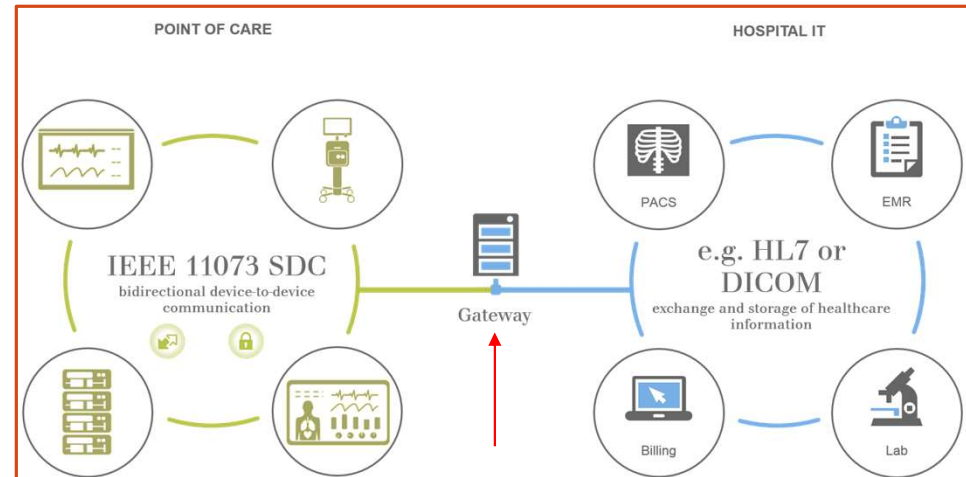 POINT OF CARE
HOSPITAL IT
PACS
EMR
IEEE 11073 SDC
bidirectional device-to-device
communication
Gateway
e.g. HL7 or
DICOM
exchange and storage of healthcare
information
Billing
Lab